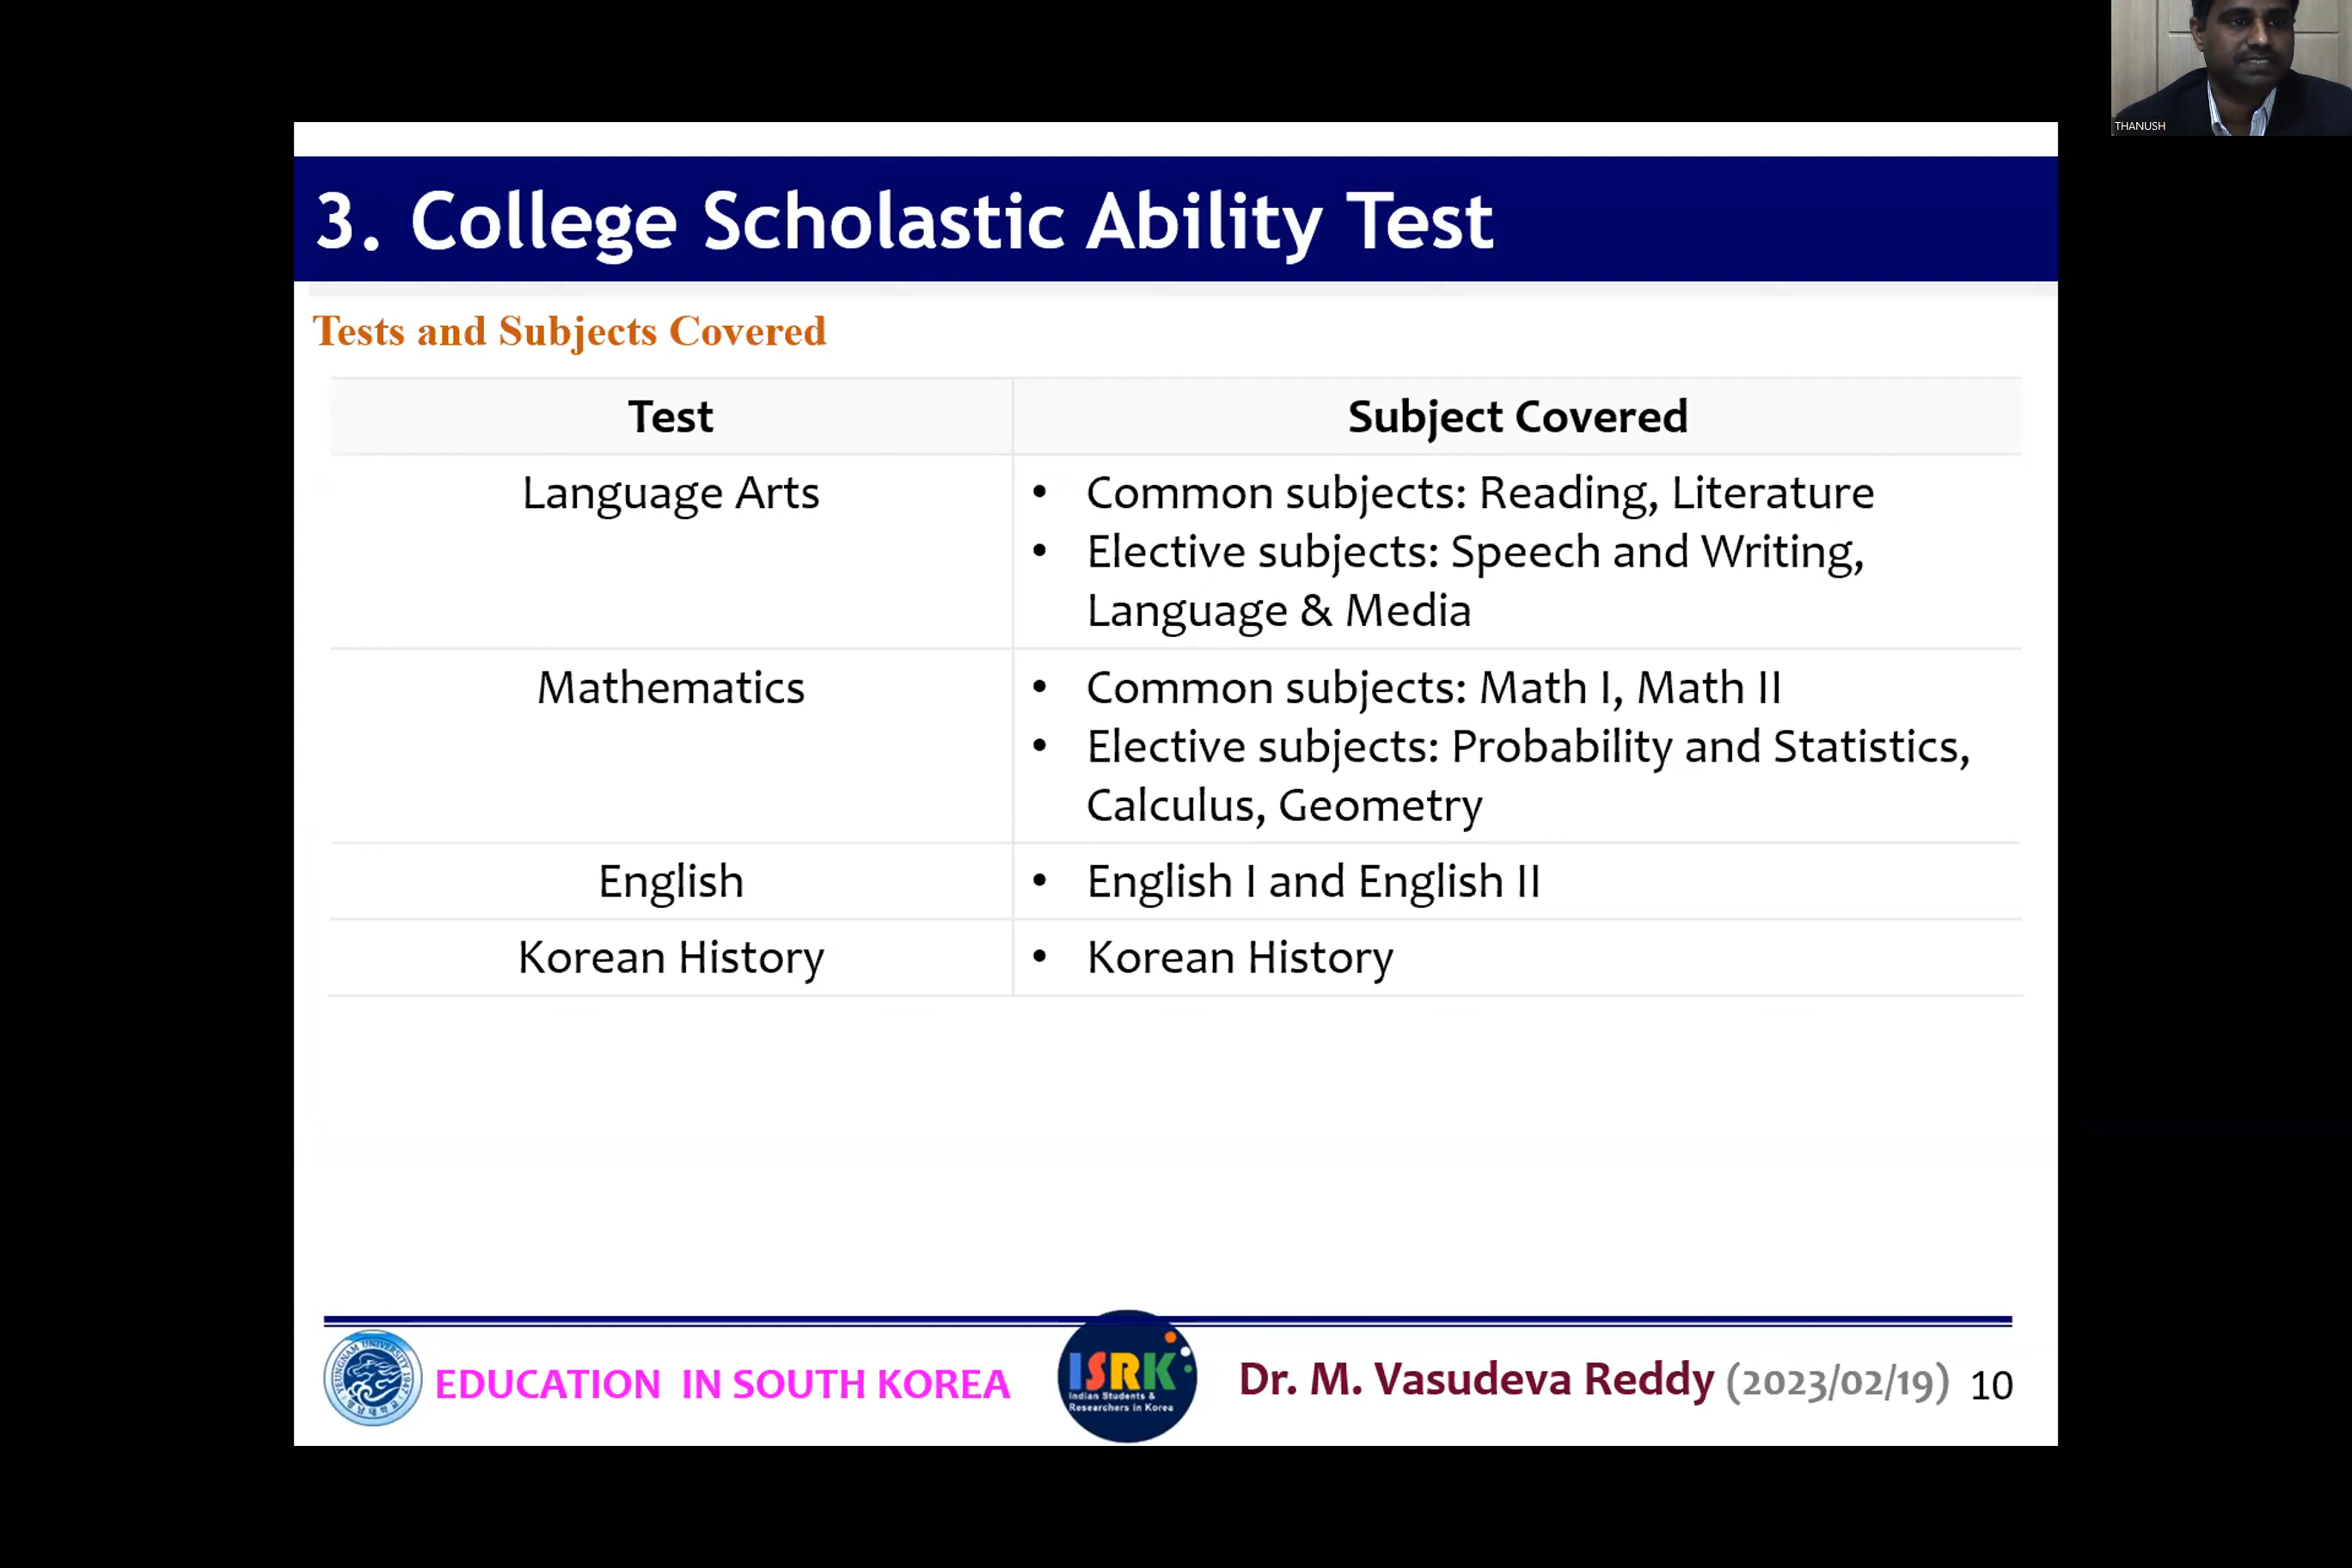 THANUSH
3. College Scholastic Ability Test
Tests and Subjects Covered
Test
Subject Covered
Language Arts
• Common subjects: Reading, Literature
• Elective subjects: Speech and Writing,
Language & Media
Mathematics
• Common subjects: Math I, Math II
• Elective subjects: Probability and Statistics,
Calculus, Geometry
English
• English I and English II
Korean History
• Korean History
YEUNGNAM UNIVERSITY 1947
EDUCATION IN SOUTH KOREA
ISRK
Indian Students &
Researchers in Korea
Dr. M. Vasudeva Reddy (2023/02/19) 10